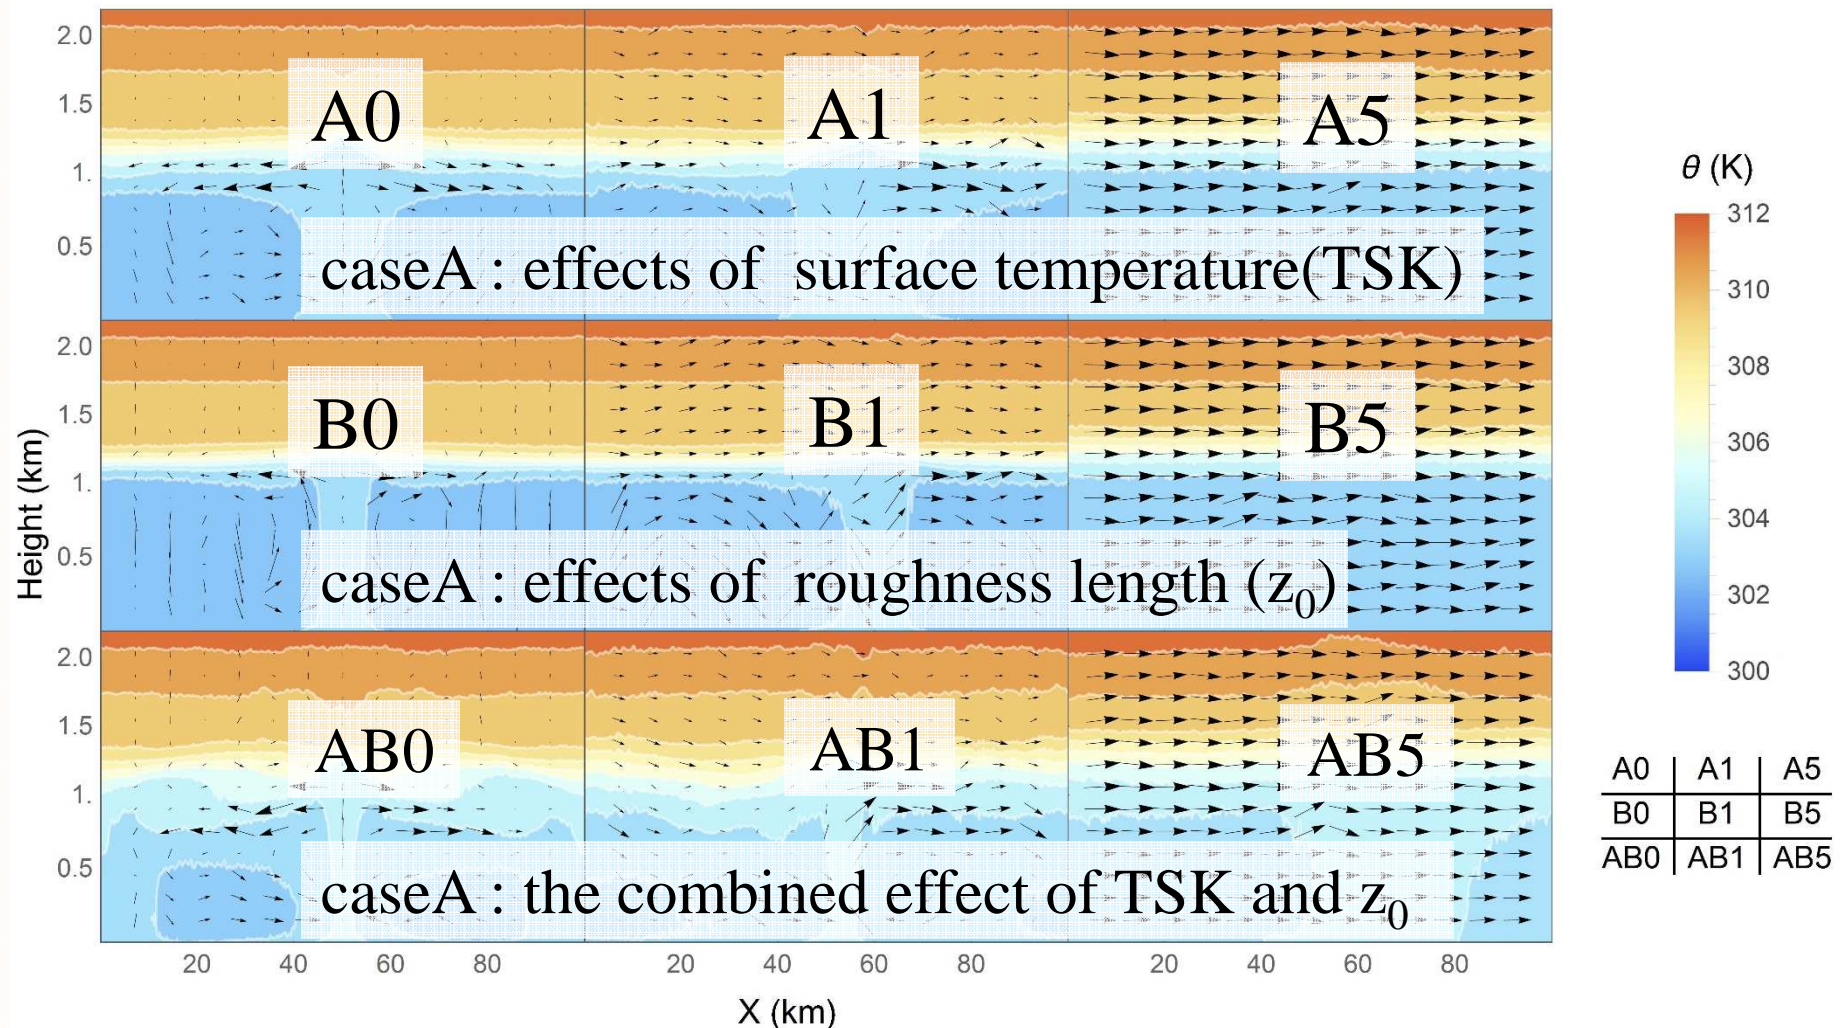 A0 A1 A5
caseA : effects of surface temperature(TSK)
B0 B1 B5
caseA : effects of roughness length (z0)
AB0 AB1 AB5
caseA : the combined effect of TSK and z0
Height (km)
2.0
1.5
1.
0.5
2.0
1.5
1.
0.5
2.0
1.5
1.
0.5
20 40 60 80 20 40 60 80 20 40 60 80
X (km)
θ (K)
312
310
308
306
304
302
300
A0 A1 A5
B0 B1 B5
AB0 AB1 AB5